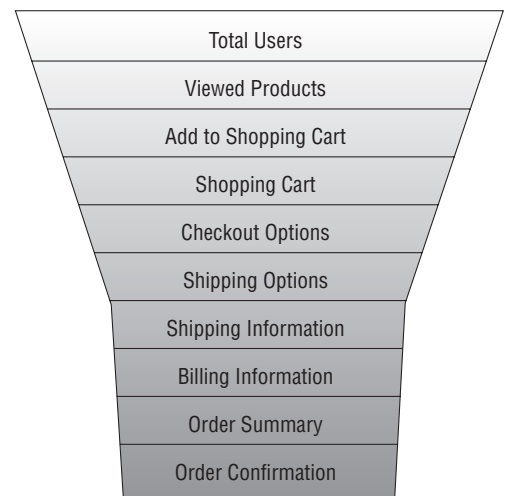 Total Users
Viewed Products
Add to Shopping Cart
Shopping Cart
Checkout Options
Shipping Options
Shipping Information
Billing Information
Order Summary
Order Confirmation